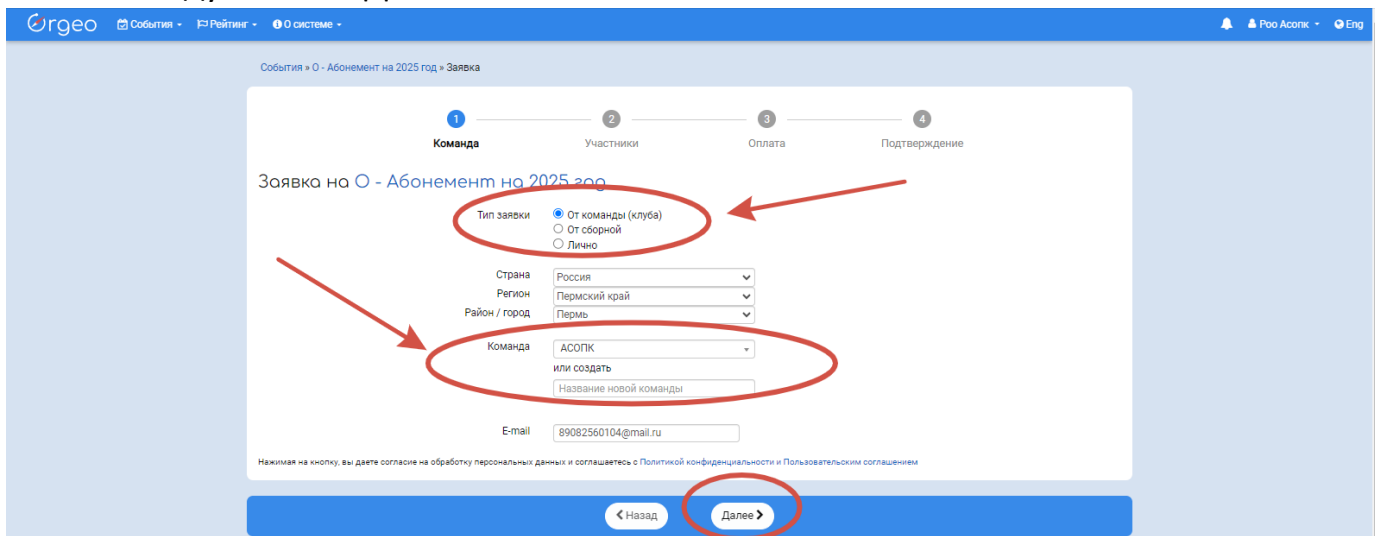 Orgeo События Рейтинг О системе Роо Асопк Eng
События » О - Абонемент на 2025 год » Заявка
1 2 3 4
Команда Участники Оплата Подтверждение
Заявка на О - Абонемент на 2025 год
Тип заявки От команды (клуба)
От сборной
Лично
Страна Россия
Регион Пермский край
Район / город Пермь
Команда АСОПК
или создать
Название новой команды
E-mail 89082560104@mail.ru
Нажимая на кнопку, вы даете согласие на обработку персональных данных и соглашаетесь с Политикой конфиденциальности и Пользовательским соглашением
Назад Далее